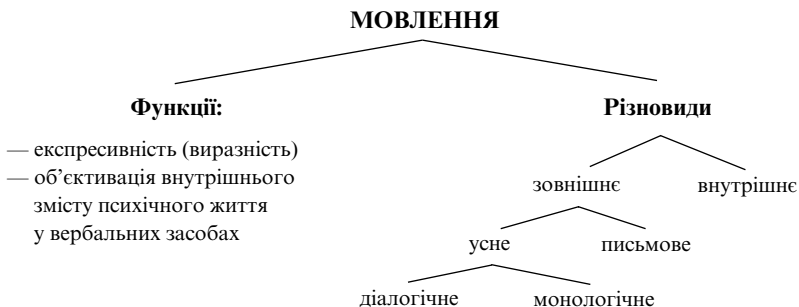 МОВЛЕННЯ
Функції:
— експресивність (виразність)
— об’єктивація внутрішнього
змісту психічного життя
у вербальних засобах
Різновиди
зовнішнє
внутрішнє
усне
письмове
діалогічне
монологічне